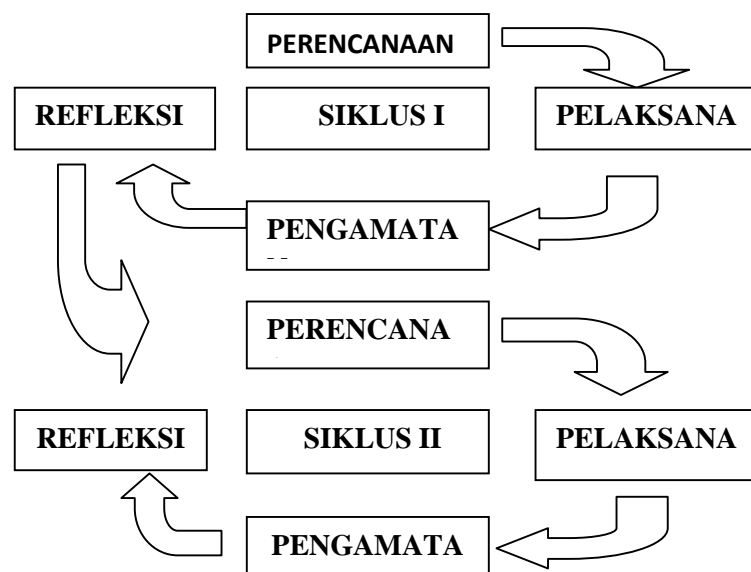 PERENCANAAN
REFLEKSI
SIKLUS I
PELAKSANA
PENGAMATA
PERENCANA
REFLEKSI
SIKLUS II
PELAKSANA
PENGAMATA